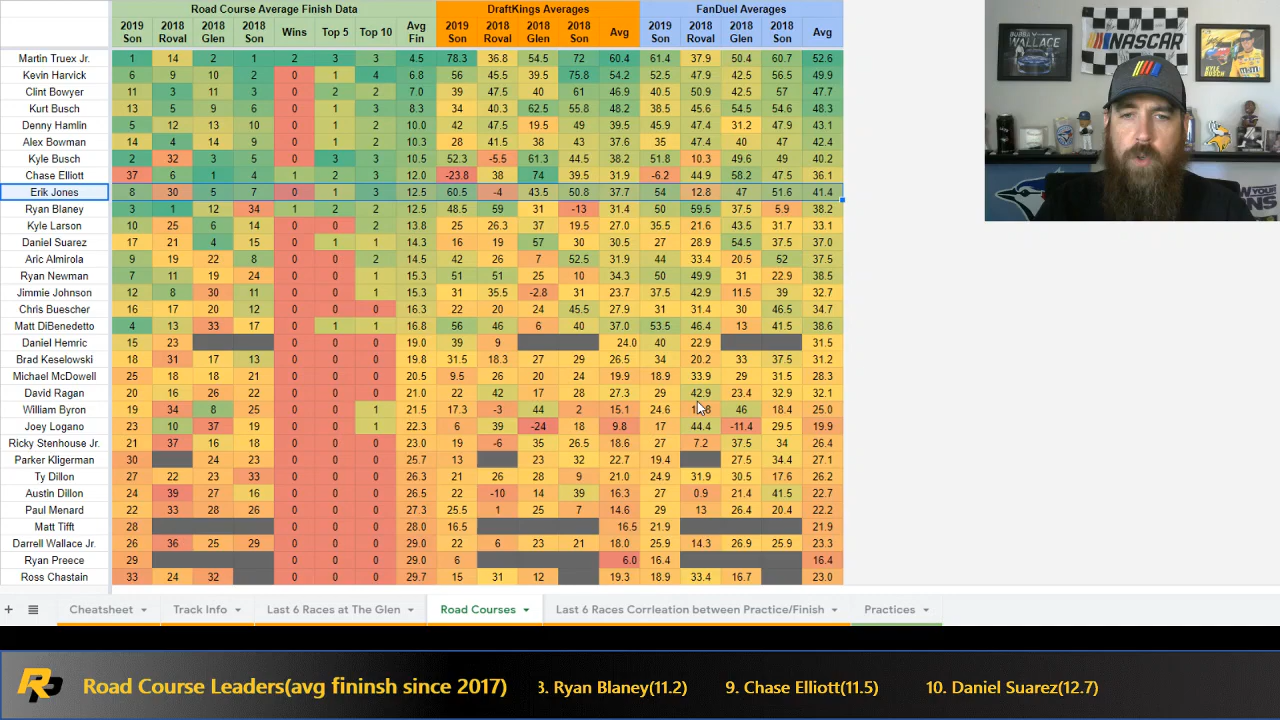 Road Course Average Finish Data DraftKings Averages FanDuel Averages
2019 Son 2018 Roval 2018 Glen 2018 Son Wins Top 5 Top 10 Avg Fin 2019 Son 2018 Roval 2018 Glen 2018 Son Avg 2019 Son 2018 Roval 2018 Glen 2018 Son Avg
Martin Truex Jr. 1 14 2 1 2 3 3 4.5 78.3 36.8 54.5 72 60.4 61.4 37.9 50.4 60.7 52.6
Kevin Harvick 6 9 10 2 0 1 4 6.8 56 45.5 39.5 75.8 54.2 52.5 47.9 42.5 56.5 49.9
Clint Bowyer 11 3 11 3 0 2 2 7.0 39 47.5 40 61 46.9 40.5 50.9 42.5 57 47.7
Kurt Busch 13 5 9 6 0 1 3 8.3 34 40.3 62.5 55.8 48.2 38.5 45.6 54.5 54.6 48.3
Denny Hamlin 5 12 13 10 0 1 2 10.0 42 47.5 19.5 49 39.5 45.9 47.4 31.2 47.9 43.1
Alex Bowman 14 4 14 9 0 1 2 10.3 28 41.5 38 43 37.6 35 47.4 40 47 42.4
Kyle Busch 2 32 3 5 0 3 3 10.5 52.3 -5.5 61.3 44.5 38.2 51.8 10.3 49.6 49 40.2
Chase Elliott 37 6 1 4 1 2 3 12.0 -23.8 38 74 39.5 31.9 -6.2 44.9 58.2 47.5 36.1
Erik Jones 8 30 5 7 0 1 3 12.5 60.5 -4 43.5 50.8 37.7 54 12.8 47 51.6 41.4
Ryan Blaney 3 1 12 34 1 2 2 12.5 48.5 59 31 -13 31.4 50 59.5 37.5 5.9 38.2
Kyle Larson 10 25 6 14 0 0 2 13.8 25 26.3 37 19.5 27.0 35.5 21.6 43.5 31.7 33.1
Daniel Suarez 17 21 4 15 0 1 1 14.3 16 19 57 30 30.5 27 28.9 54.5 37.5 37.0
Aric Almirola 9 19 22 8 0 0 2 14.5 42 26 7 52.5 31.9 44 33.4 20.5 52 37.5
Ryan Newman 7 11 19 24 0 0 1 15.3 51 51 25 10 34.3 50 49.9 31 22.9 38.5
Jimmie Johnson 12 8 30 11 0 0 1 15.3 31 35.5 -2.8 31 23.7 37.5 42.9 11.5 39 32.7
Chris Buescher 16 17 20 12 0 0 0 16.3 22 20 24 45.5 27.9 31 31.4 30 46.5 34.7
Matt DiBenedetto 4 13 33 17 0 1 1 16.8 56 46 6 40 37.0 53.5 46.4 13 41.5 38.6
Daniel Hemric 15 23 0 0 0 19.0 39 9 24.0 40 22.9 31.5
Brad Keselowski 18 31 17 13 0 0 0 19.8 31.5 18.3 27 29 26.5 34 20.2 33 37.5 31.2
Michael McDowell 25 18 18 21 0 0 0 20.5 9.5 26 20 24 19.9 18.9 33.9 29 31.5 28.3
David Ragan 20 16 26 22 0 0 0 21.0 22 42 17 28 27.3 29 42.9 23.4 32.9 32.1
William Byron 19 34 8 25 0 0 1 21.5 17.3 -3 44 2 15.1 24.6 46 18.4 25.0
Joey Logano 23 10 37 19 0 0 1 22.3 6 39 -24 18 9.8 17 44.4 -11.4 29.5 19.9
Ricky Stenhouse Jr. 21 37 16 18 0 0 0 23.0 19 -6 35 26.5 18.6 27 7.2 37.5 34 26.4
Parker Kligerman 30 24 23 0 0 0 25.7 13 23 32 22.7 19.4 27.5 34.4 27.1
Ty Dillon 27 22 23 33 0 0 0 26.3 21 26 28 9 21.0 24.9 31.9 30.5 17.6 26.2
Austin Dillon 24 39 27 16 0 0 0 26.5 22 -10 14 39 16.3 27 0.9 21.4 41.5 22.7
Paul Menard 22 33 28 26 0 0 0 27.3 25.5 1 25 7 14.6 29 13 26.4 20.4 22.2
Matt Tifft 28 0 0 0 28.0 16.5 16.5 21.9 21.9
Darrell Wallace Jr. 26 36 25 29 0 0 0 29.0 22 6 23 21 18.0 25.9 14.3 26.9 25.9 23.3
Ryan Preece 29 0 0 0 29.0 6 6.0 16.4 16.4
Ross Chastain 33 24 32 0 0 0 29.7 15 31 12 19.3 18.9 33.4 16.7 23.0
Cheatsheet Track Info Last 6 Races at The Glen Road Courses Last 6 Races Corrleation between Practice/Finish Practices
Road Course Leaders(avg fininsh since 2017) 3. Ryan Blaney(11.2) 9. Chase Elliott(11.5) 10. Daniel Suarez(12.7)
BUBBA WALLACE
NASCAR
KYLE BUSCH